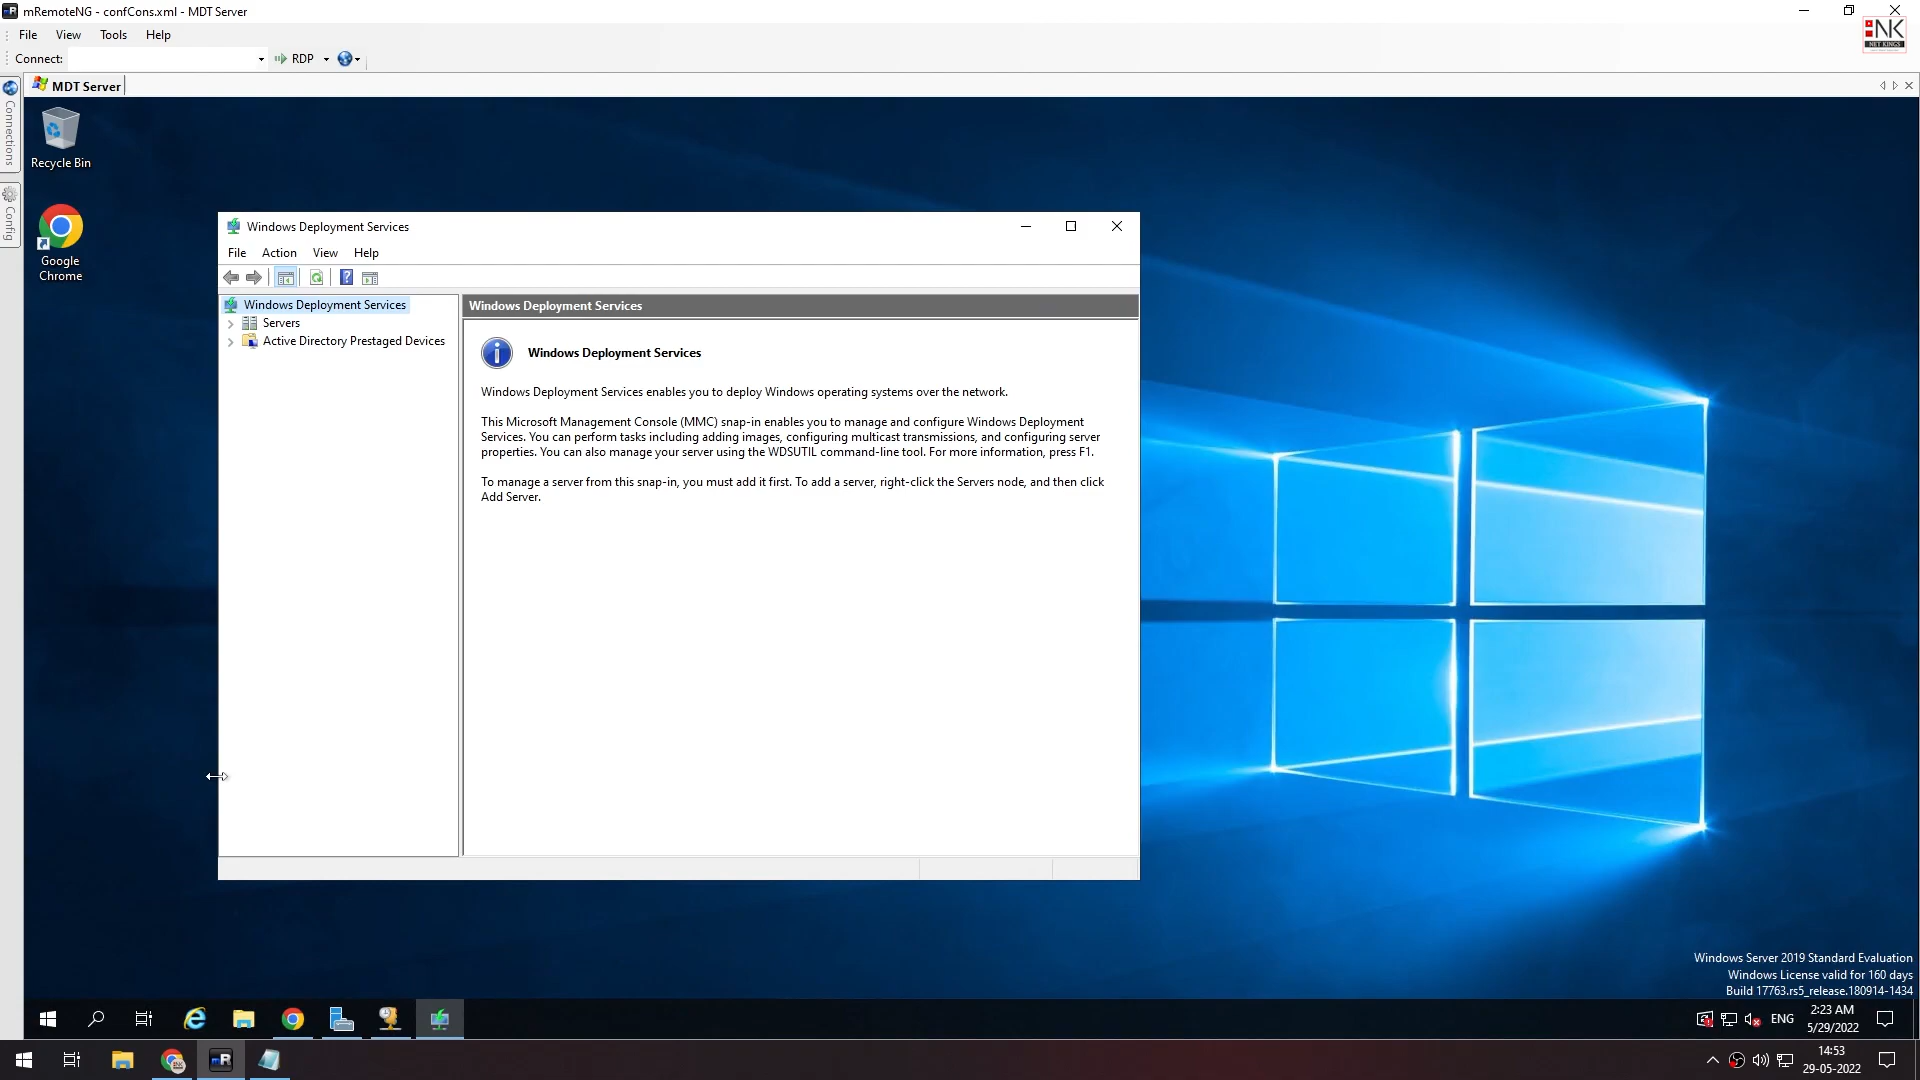 mRemoteNG - confCons.xml - MDT Server
File View Tools Help
NK
NET KINGS
Connect: RDP
MDT Server
Connections
Config
Recycle Bin
Google
Chrome
Windows Deployment Services
File Action View Help
Windows Deployment Services
Servers
Active Directory Prestaged Devices
Windows Deployment Services
Windows Deployment Services
Windows Deployment Services enables you to deploy Windows operating systems over the network.
This Microsoft Management Console (MMC) snap-in enables you to manage and configure Windows Deployment
Services. You can perform tasks including adding images, configuring multicast transmissions, and configuring server
properties. You can also manage your server using the WDSUTIL command-line tool. For more information, press F1.
To manage a server from this snap-in, you must add it first. To add a server, right-click the Servers node, and then click
Add Server.
Windows Server 2019 Standard Evaluation
Windows License valid for 160 days
Build 17763.rs5_release.180914-1434
ENG
2:23 AM
5/29/2022
mR
14:53
29-05-2022